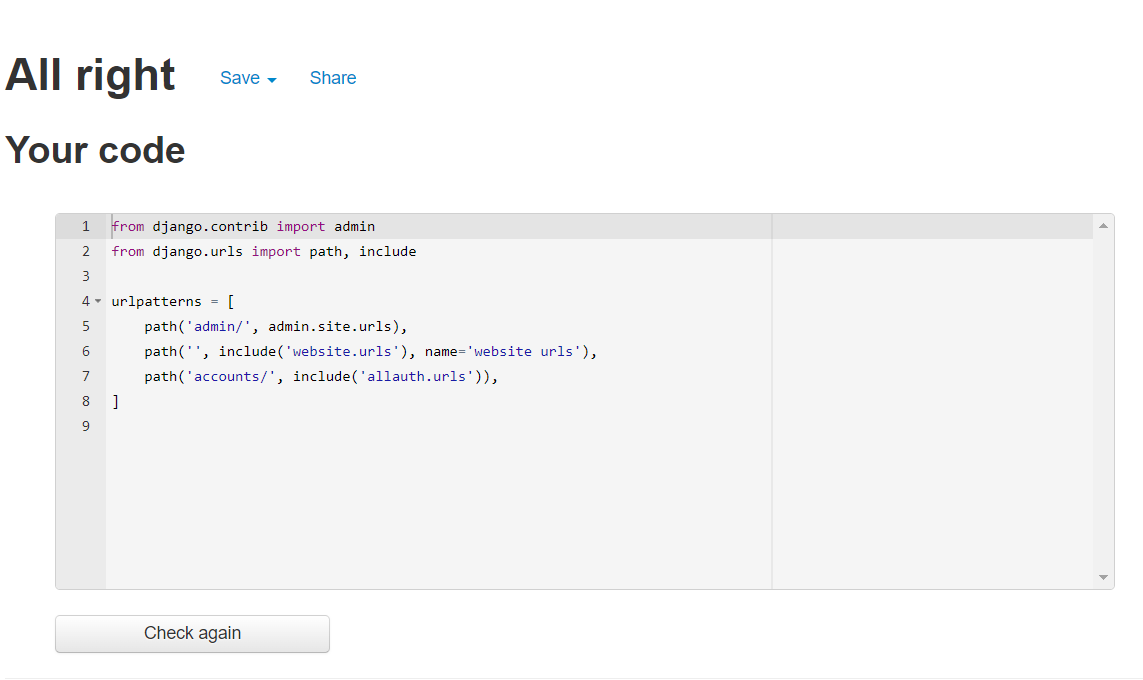 All right Save Share
Your code
1 from django.contrib import admin
2 from django.urls import path, include
3
4 urlpatterns = [
5     path('admin/', admin.site.urls),
6     path('', include('website.urls'), name='website urls'),
7     path('accounts/', include('allauth.urls')),
8 ]
9
Check again